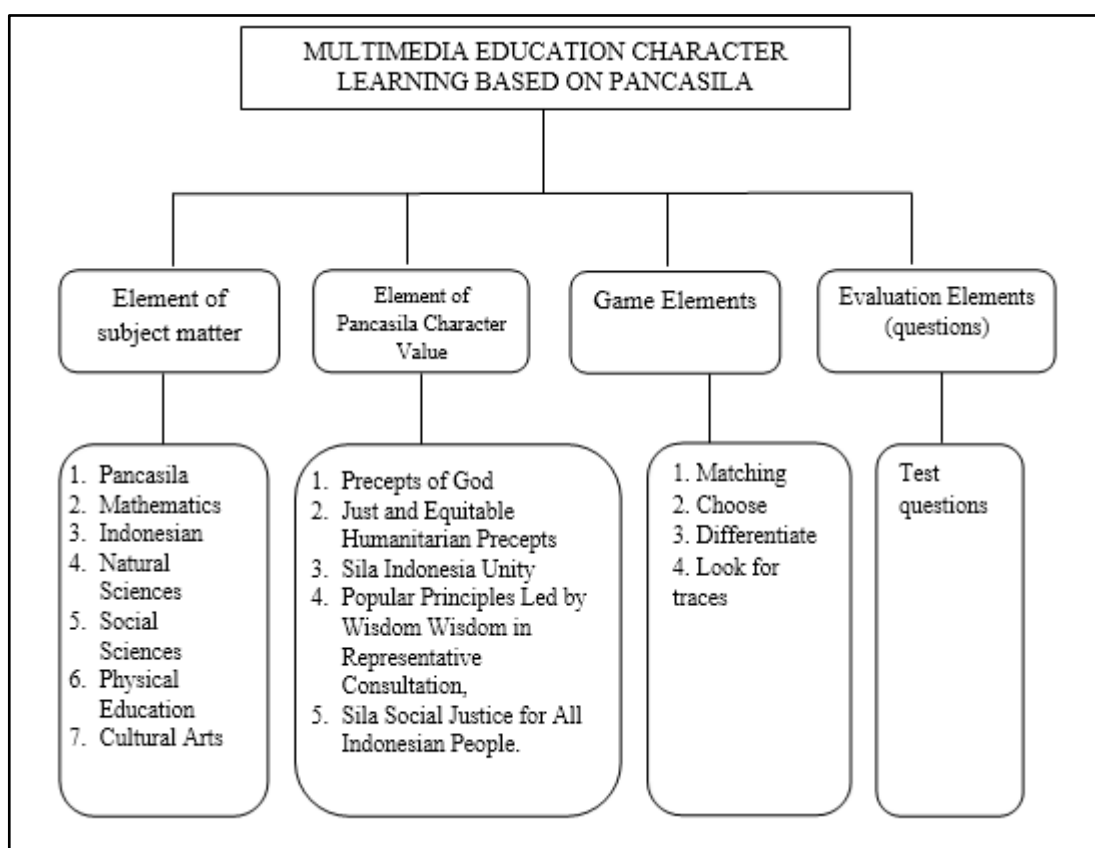 MULTIMEDIA EDUCATION CHARACTER
LEARNING BASED ON PANCASILA
Element of
subject matter
Element of
Pancasila Character
Value
Game Elements
Evaluation Elements
(questions)
1. Pancasila
2. Mathematics
3. Indonesian
4. Natural
Sciences
5. Social
Sciences
6. Physical
Education
7. Cultural Arts
1. Precepts of God
2. Just and Equitable
Humanitarian Precepts
3. Sila Indonesia Unity
4. Popular Principles Led by
Wisdom Wisdom in
Representative
Consultation,
5. Sila Social Justice for All
Indonesian People.
1. Matching
2. Choose
3. Differentiate
4. Look for
traces
Test
questions